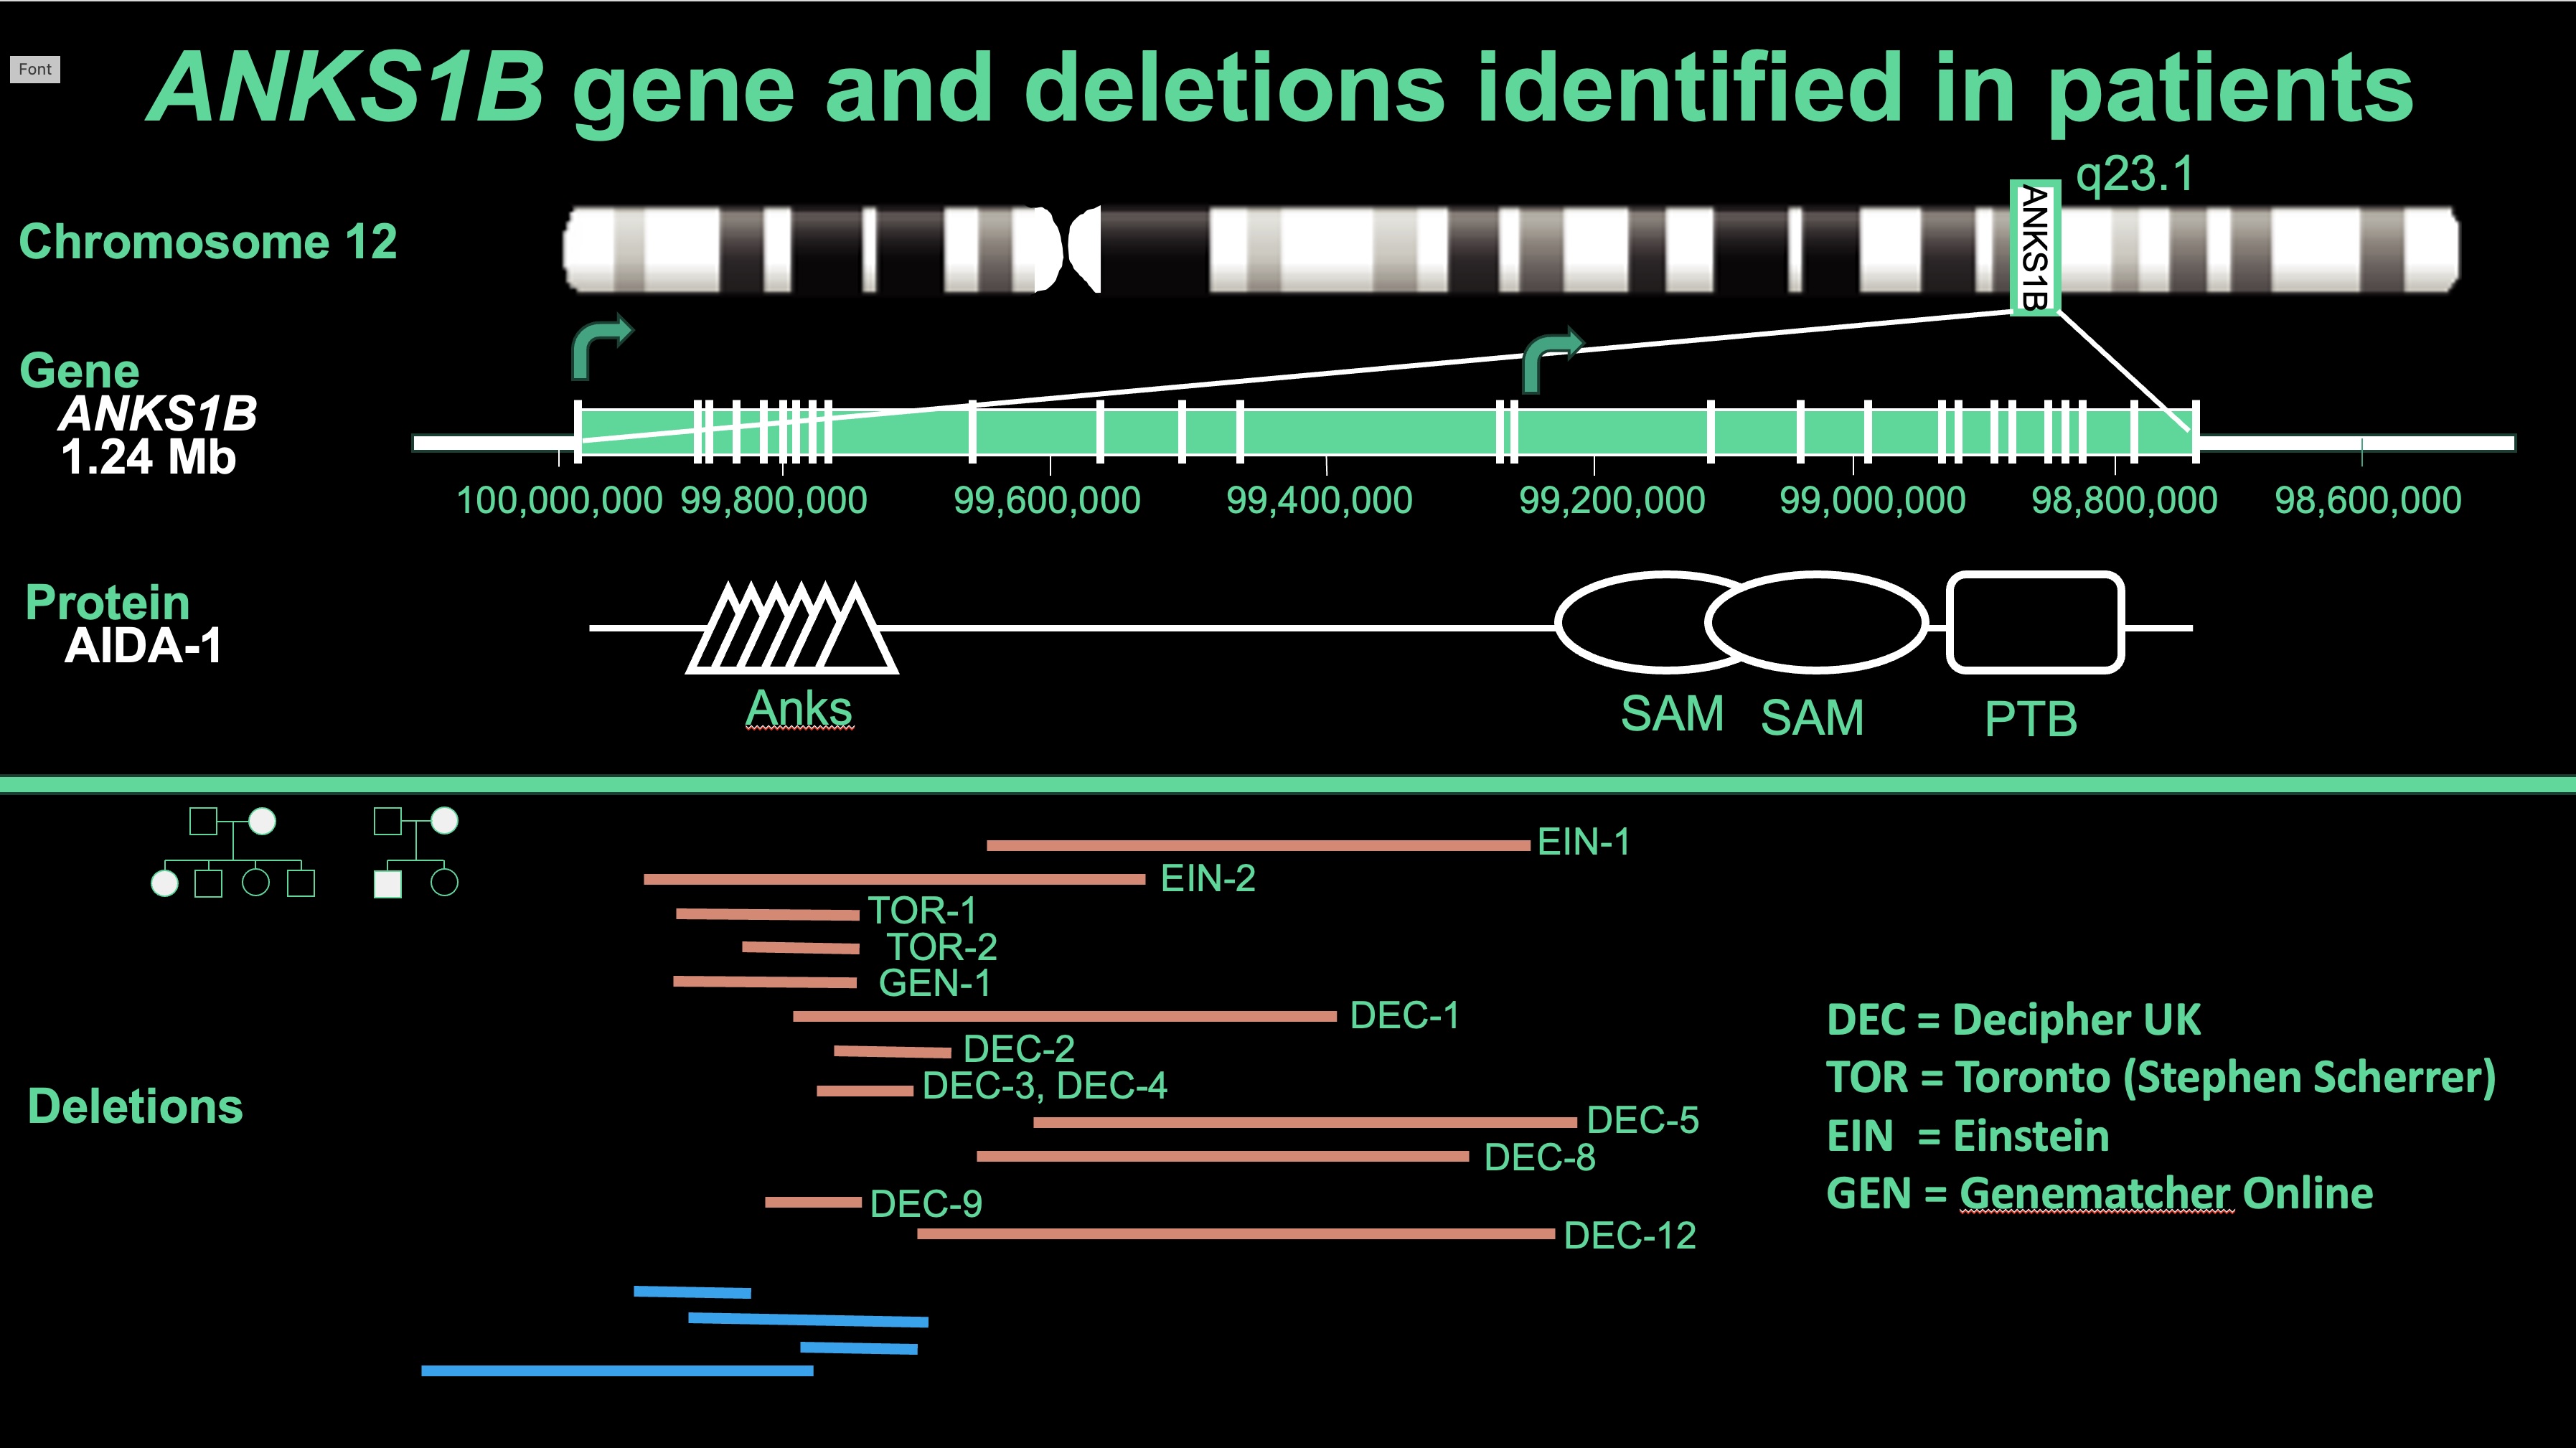 Font
ANKS1B gene and deletions identified in patients
q23.1
Chromosome 12
ANKS1B
Gene
ANKS1B
1.24 Mb
100,000,000 99,800,000 99,600,000 99,400,000 99,200,000 99,000,000 98,800,000 98,600,000
Protein
AIDA-1
Anks SAM SAM PTB
EIN-1
EIN-2
TOR-1
TOR-2
GEN-1
DEC-1
DEC-2
DEC-3, DEC-4
DEC-5
DEC-8
DEC-9
DEC-12
Deletions
DEC = Decipher UK
TOR = Toronto (Stephen Scherrer)
EIN = Einstein
GEN = Genematcher Online